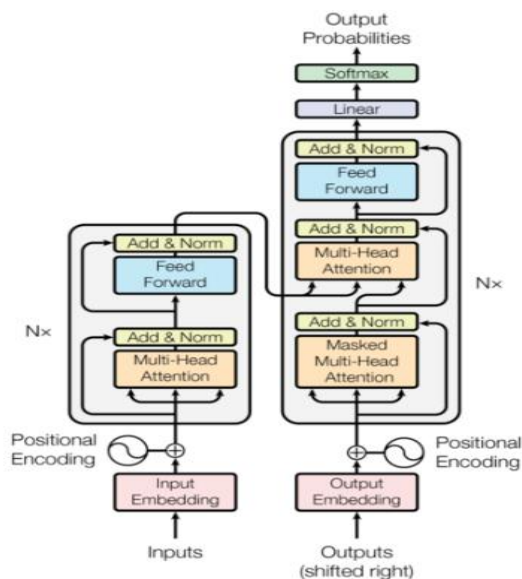 Output
Probabilities
Softmax
Linear
Add & Norm
Feed
Forward
Add & Norm
Multi-Head
Attention
Add & Norm
Masked
Multi-Head
Attention
Nx
Positional
Encoding
Output
Embedding
Outputs
(shifted right)
Add & Norm
Feed
Forward
Add & Norm
Multi-Head
Attention
Nx
Positional
Encoding
Input
Embedding
Inputs